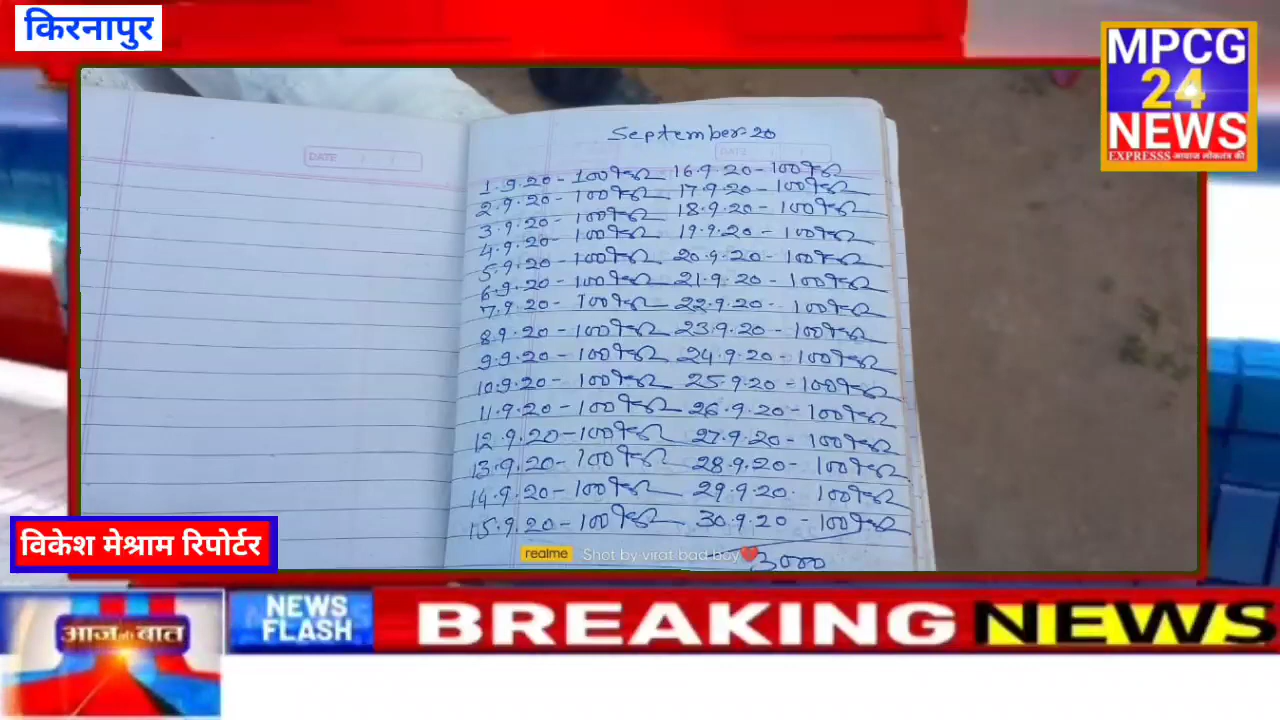 किरनापुर
MPCG
24
NEWS
EXPRESSS आवाज लोकतंत्र की
DATE
DATE
September-20
1.9.20 - 100 16.9.20 - 100
2.9.20 - 100 17.9.20 - 100
3.9.20 - 100 18.9.20 - 100
4.9.20 - 100 19.9.20 - 100
5.9.20 - 100 20.9.20 - 100
6.9.20 - 100 21.9.20 - 100
7.9.20 - 100 22.9.20 - 100
8.9.20 - 100 23.9.20 - 100
9.9.20 - 100 24.9.20 - 100
10.9.20 - 100 25.9.20 - 100
11.9.20 - 100 26.9.20 - 100
12.9.20 - 100 27.9.20 - 100
13.9.20 - 100 28.9.20 - 100
14.9.20 - 100 29.9.20. 100
15.9.20 - 100 30.9.20 - 100
3000
realme Shot by virat bad boy❤️
विकेश मेश्राम रिपोर्टर
आज की बात
NEWS
FLASH
BREAKING NEWS